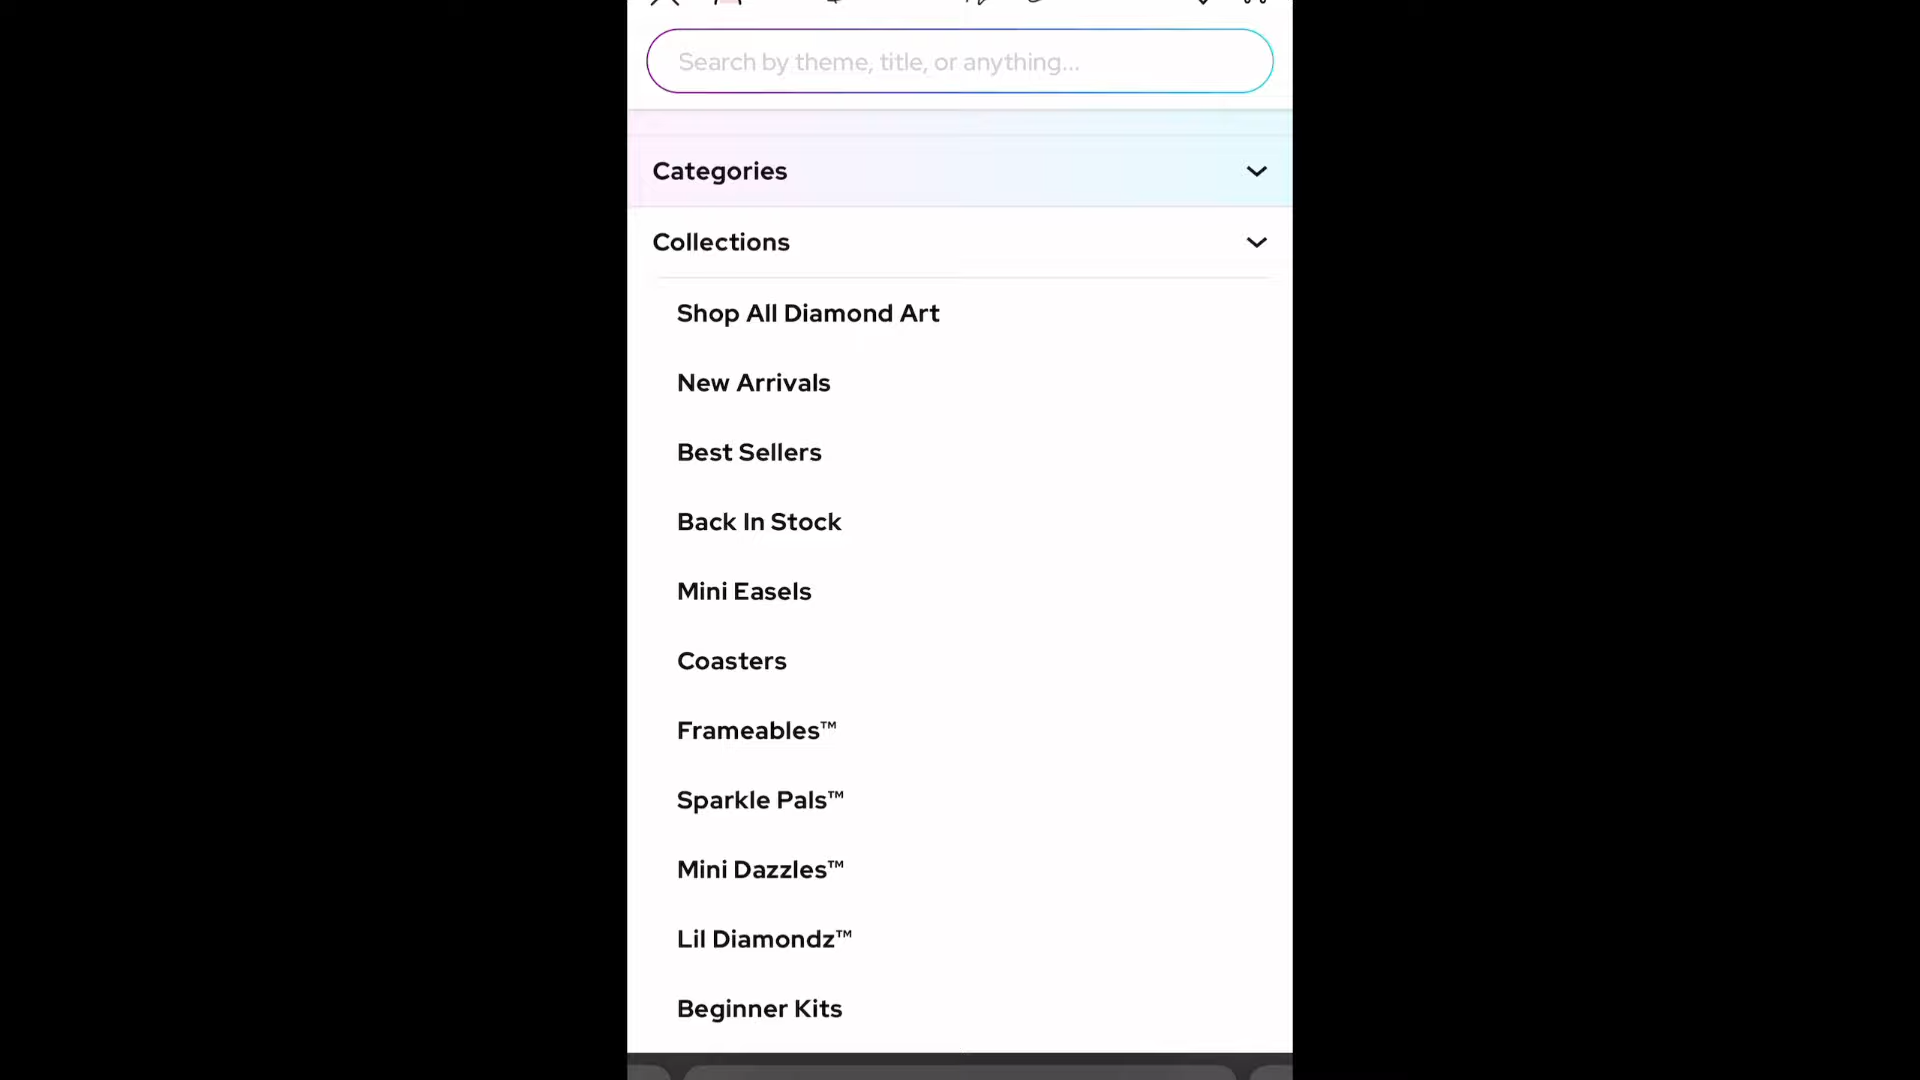 Search by theme, title, or anything...
Categories
Collections
Shop All Diamond Art
New Arrivals
Best Sellers
Back In Stock
Mini Easels
Coasters
Frameables™
Sparkle Pals™
Mini Dazzles™
Lil Diamondz™
Beginner Kits